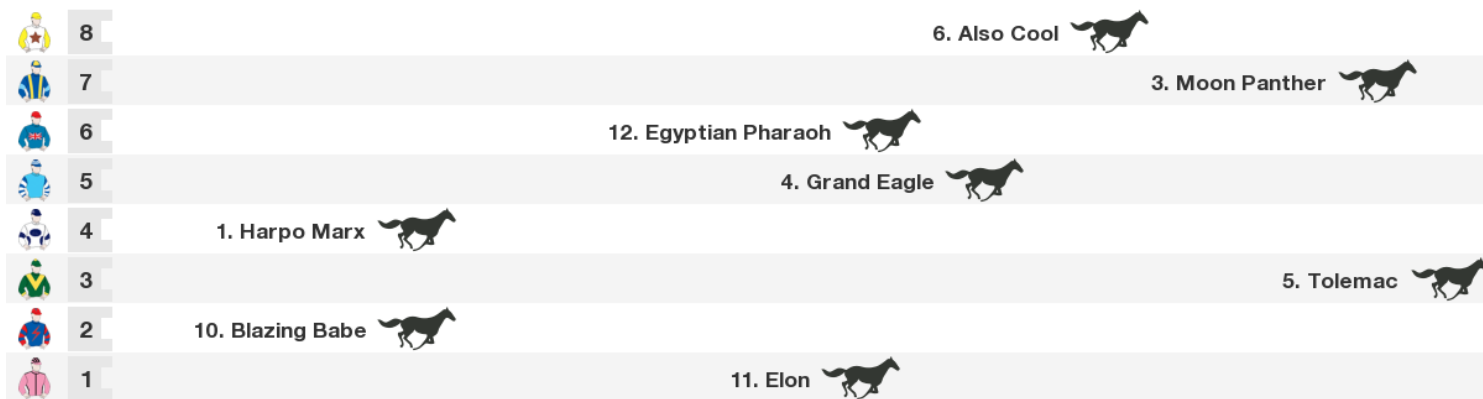 8 6. Also Cool
7 3. Moon Panther
6 12. Egyptian Pharaoh
5 4. Grand Eagle
4 1. Harpo Marx
3 5. Tolemac
2 10. Blazing Babe
1 11. Elon